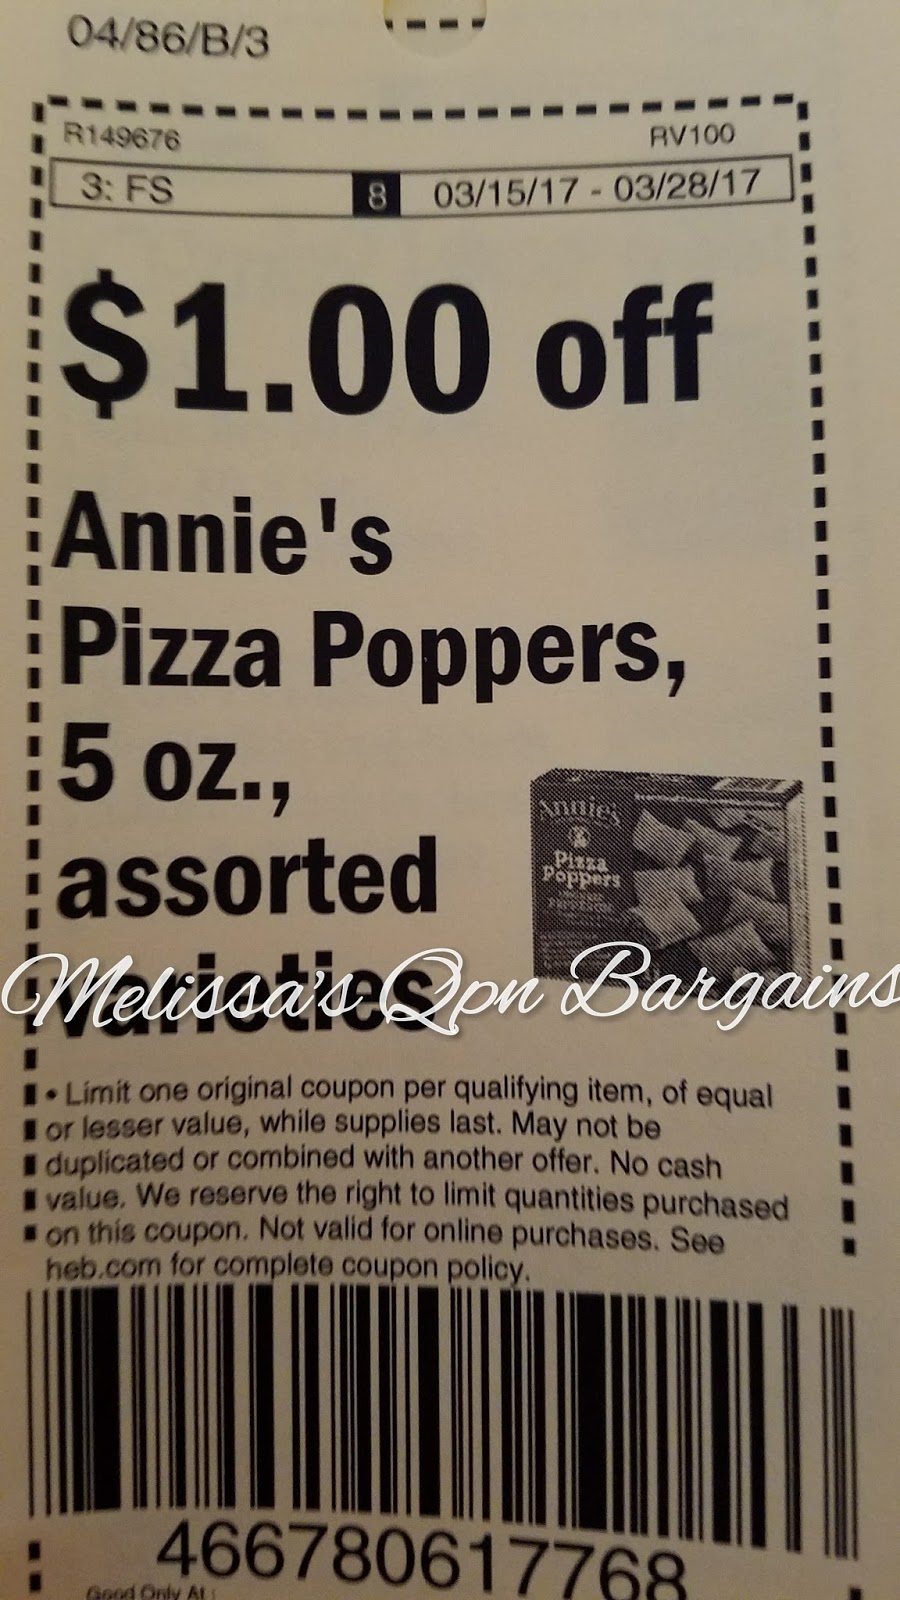 04/86/B/3
R149676 RV100
3: FS 8 03/15/17 - 03/28/17
$1.00 off
Annie's
Pizza Poppers,
5 oz.,
assorted
varieties
Annie's
Pizza
Poppers
Melissa's Qpn Bargains
• Limit one original coupon per qualifying item, of equal
or lesser value, while supplies last. May not be
duplicated or combined with another offer. No cash
value. We reserve the right to limit quantities purchased
on this coupon. Not valid for online purchases. See
heb.com for complete coupon policy.
466780617768
Good Only At :